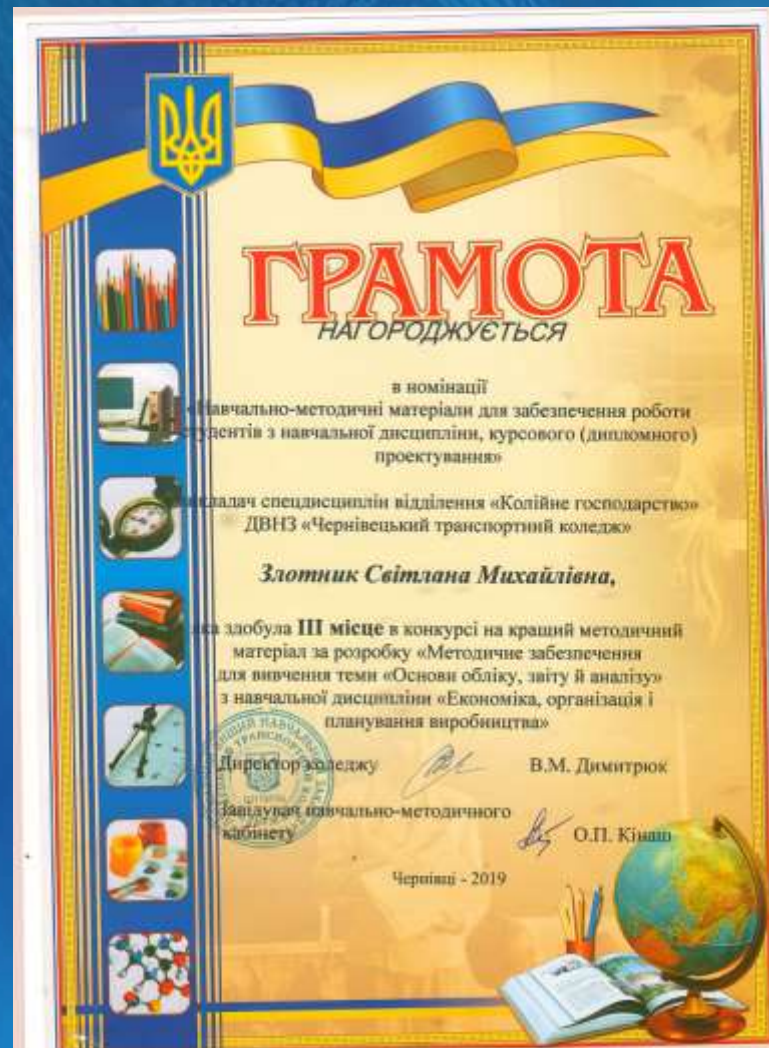 ГРАМОТА
НАГОРОДЖУЄТЬСЯ
в номінації
«Навчально-методичні матеріали для забезпечення роботи
студентів з навчальної дисципліни, курсового (дипломного)
проектування»
викладач спецдисциплін відділення «Колійне господарство»
ДВНЗ «Чернівецький транспортний коледж»
Злотник Світлана Михайлівна,
яка здобула III місце в конкурсі на кращий методичний
матеріал за розробку «Методичне забезпечення
для вивчення теми «Основи обліку, звіту й аналізу»
з навчальної дисципліни «Економіка, організація і
планування виробництва»
Директор коледжу В.М. Димитрюк
Завідувач навчально-методичного
кабінету О.П. Кінаш
Чернівці - 2019